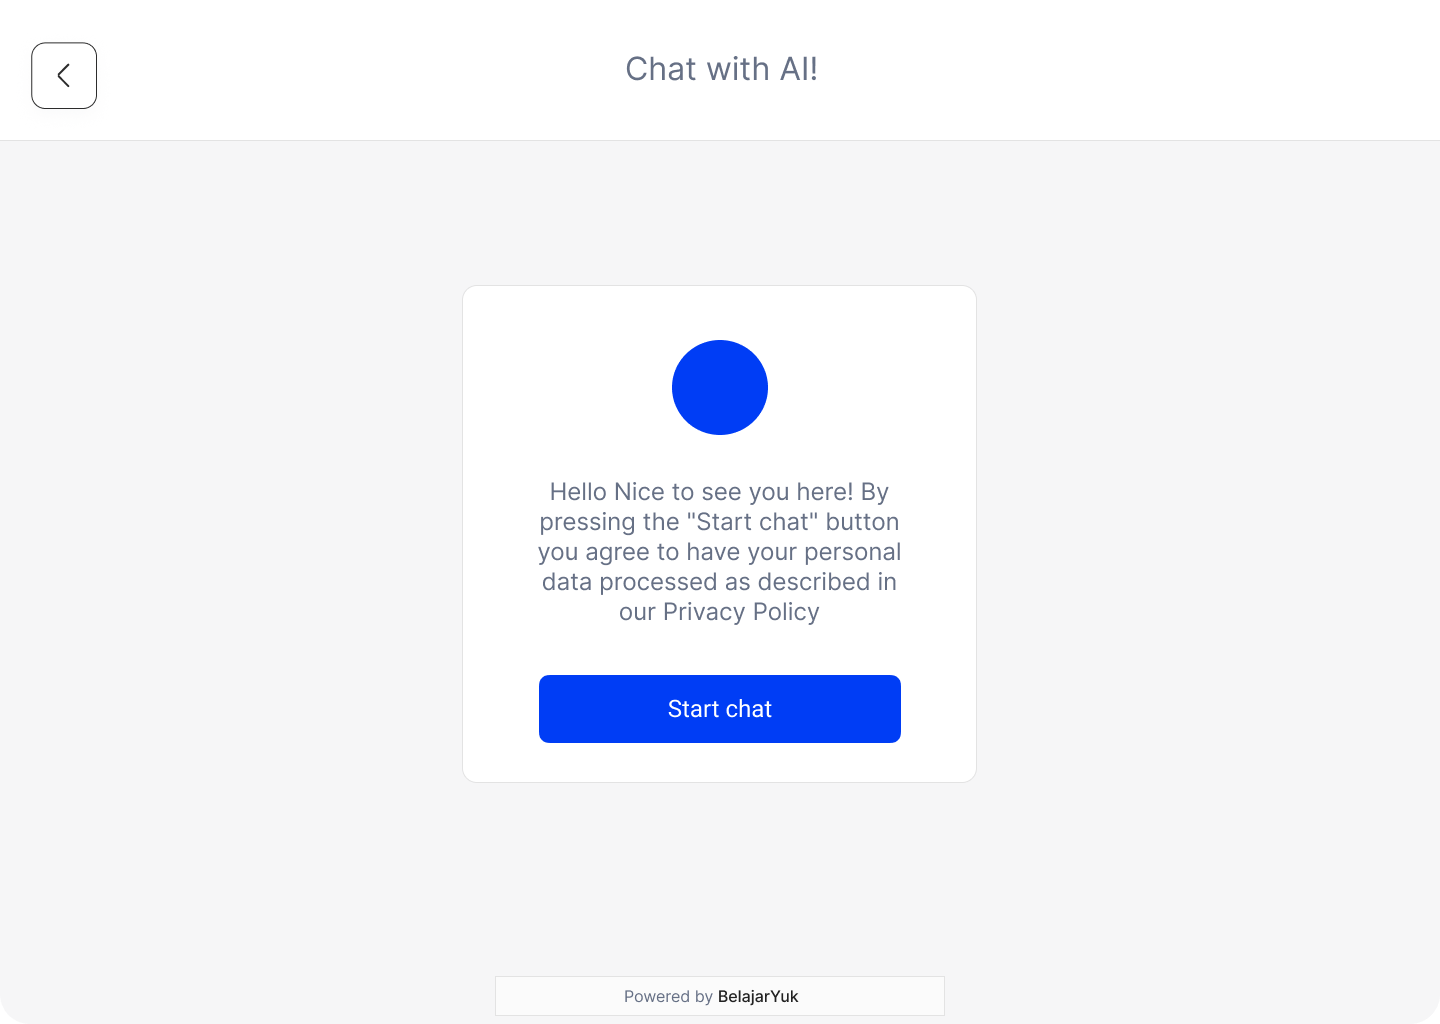 Chat with AI!
Hello Nice to see you here! By
pressing the "Start chat" button
you agree to have your personal
data processed as described in
our Privacy Policy
Start chat
Powered by BelajarYuk